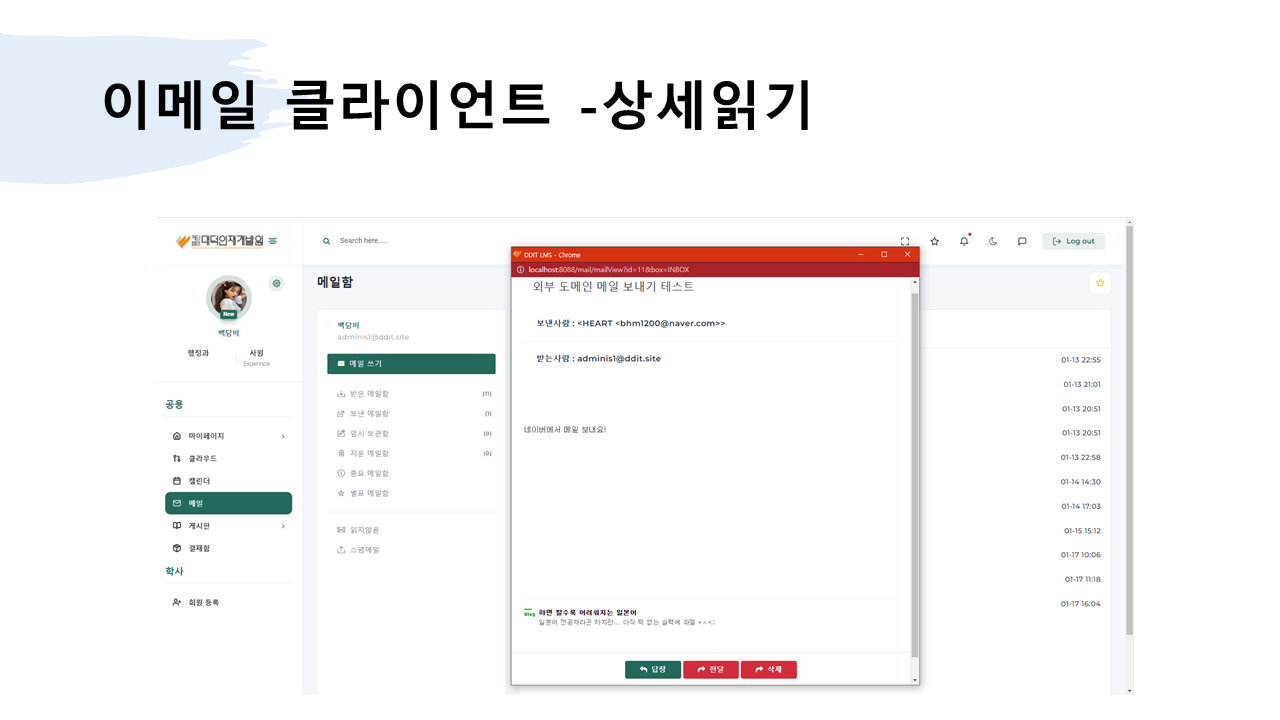 이메일 클라이언트 -상세읽기
대덕인재개발원
Search here.....
Log out
New
백담비
행정과
사원
Experince
공용
마이페이지
클라우드
캘린더
메일
게시판
결재함
학사
회원 등록
메일함
백담비
adminis1@ddit.site
메일 쓰기
받은 메일함 (11)
보낸 메일함 (1)
임시 보관함 (0)
지운 메일함 (0)
중요 메일함
별표 메일함
읽지않음
스팸메일
DDIT LMS - Chrome
localhost:8088/mail/mailView?id=11&box=INBOX
외부 도메인 메일 보내기 테스트
보낸사람 : <HEART <bhm1200@naver.com>>
받는사람 : adminis1@ddit.site
네이버에서 메일 보내요!
blog 하면 할수록 어려워지는 일본어
일본어 전공자라곤 하지만... 아직 턱 없는 실력에 좌절
답장
전달
삭제
01-13 22:55
01-13 21:01
01-13 20:51
01-13 20:51
01-13 22:58
01-14 14:30
01-14 17:03
01-15 15:12
01-17 10:06
01-17 11:18
01-17 16:04